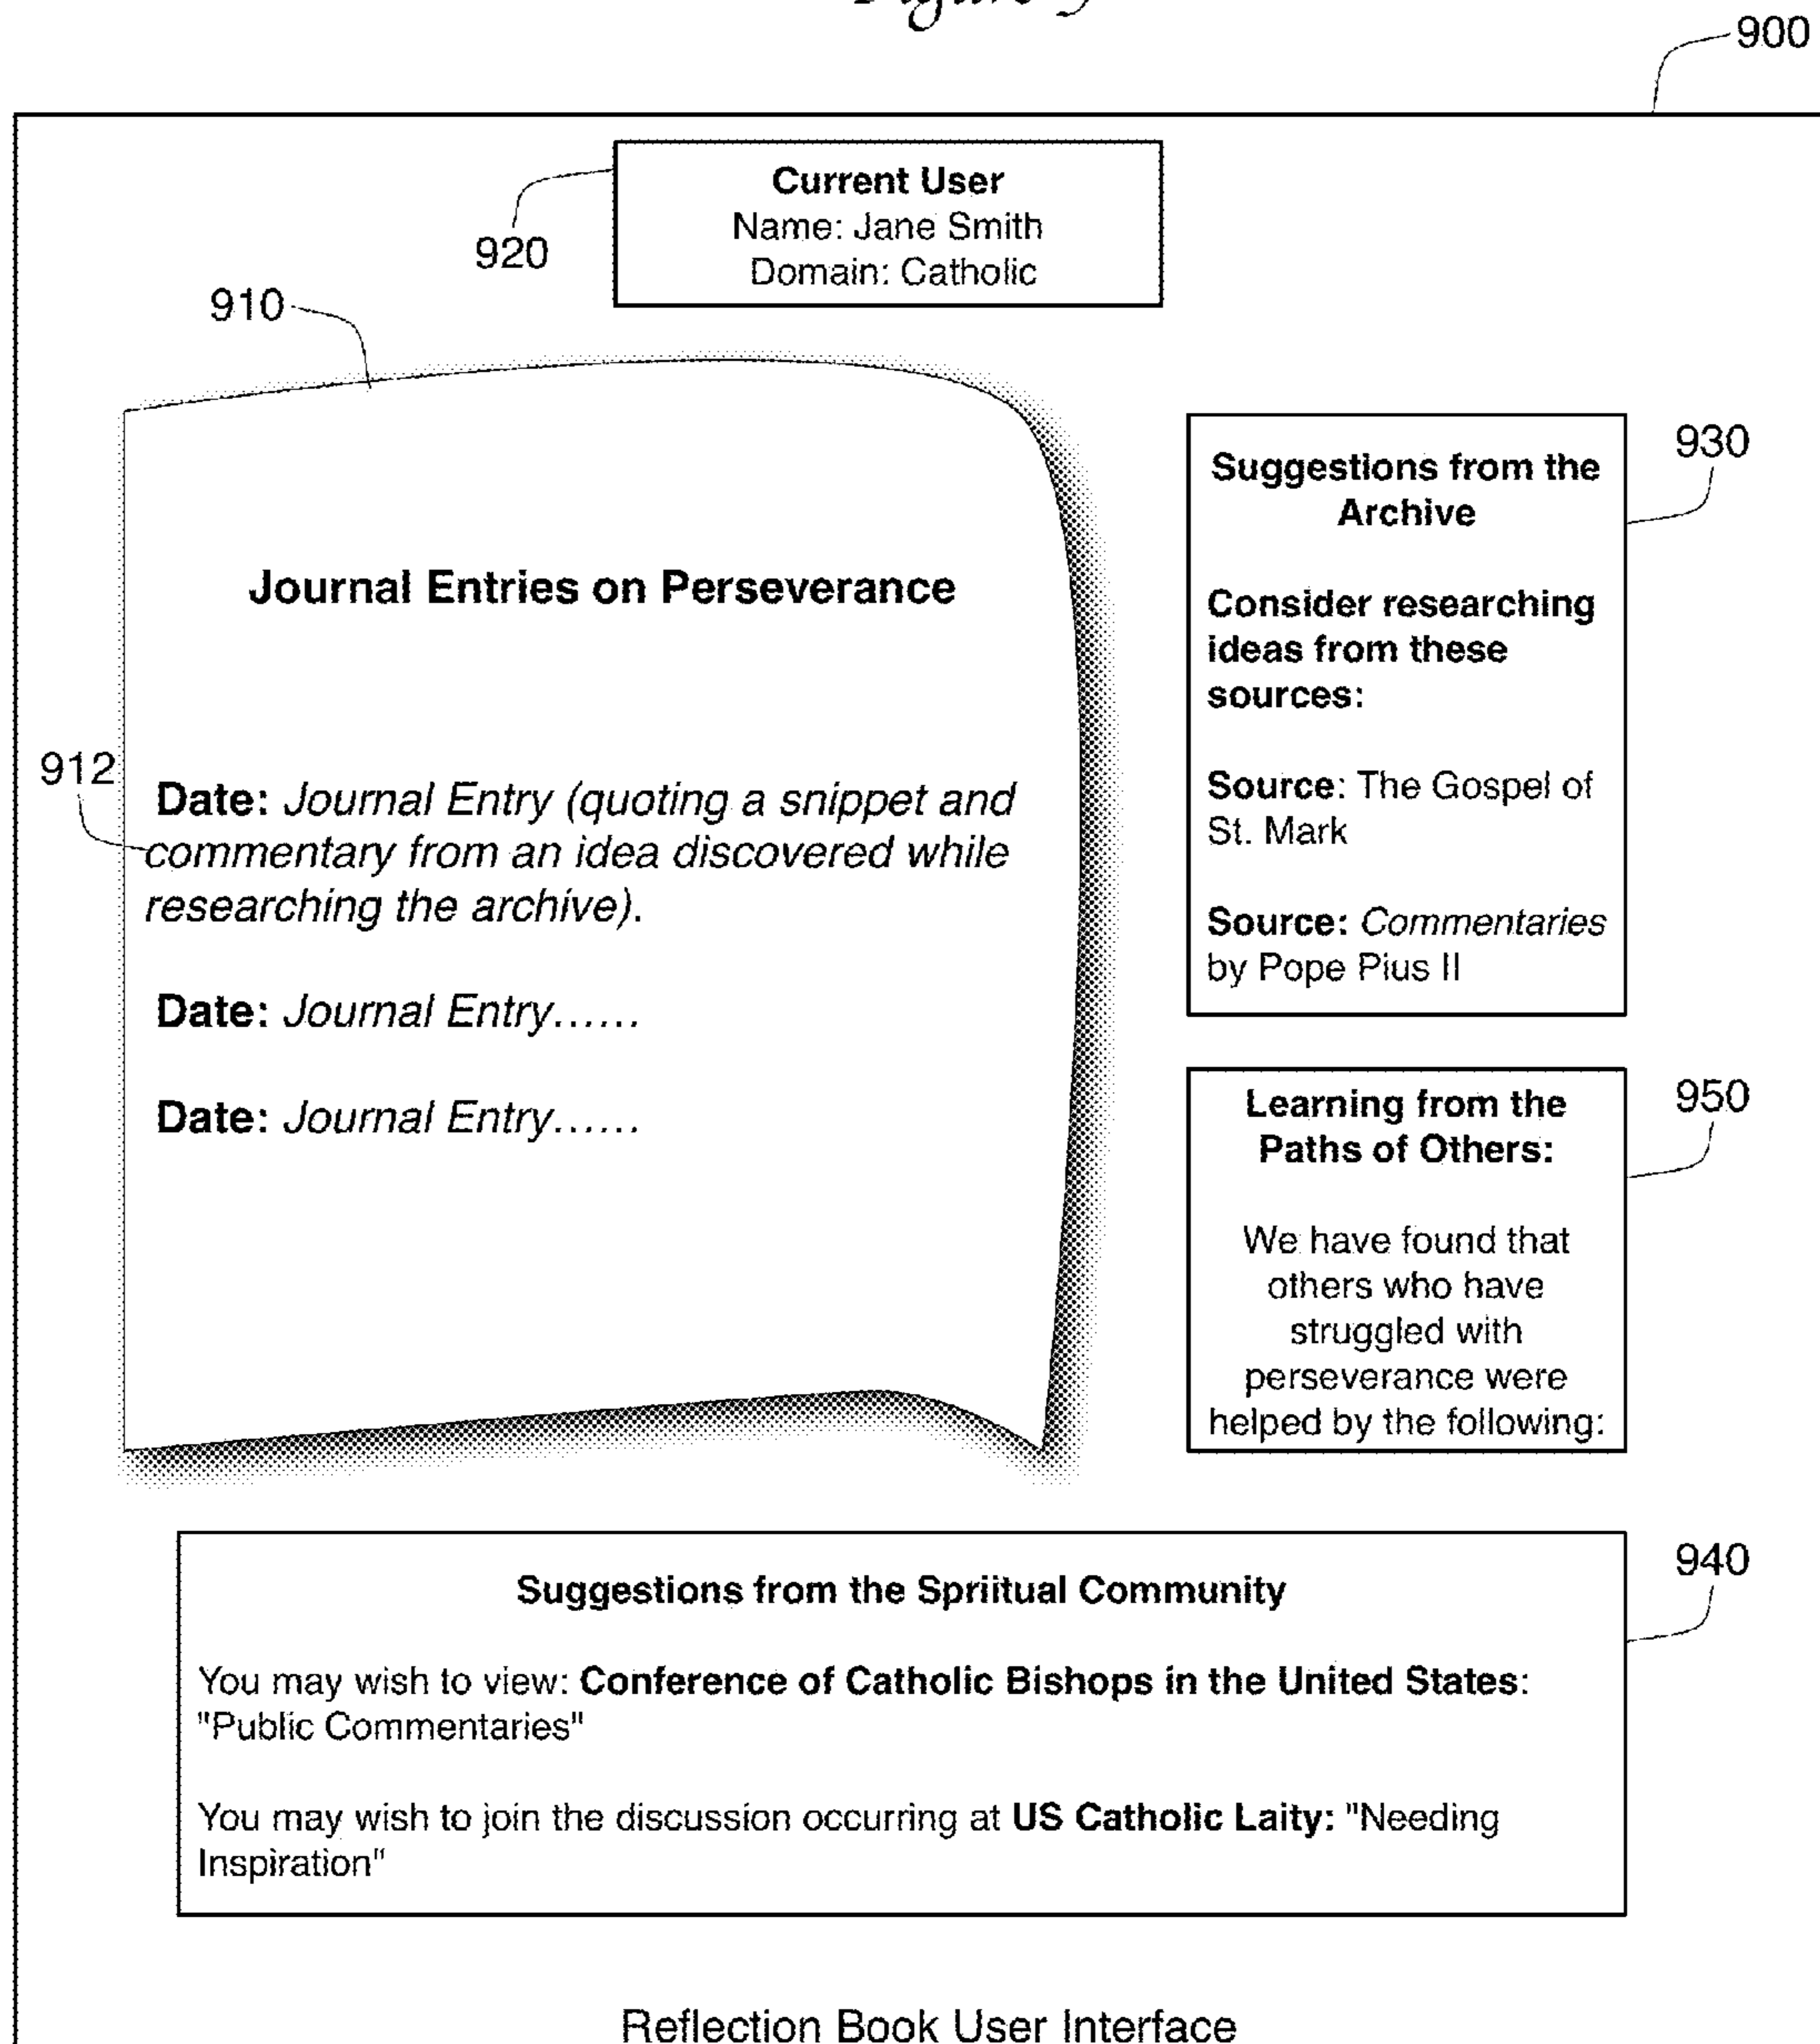 Figure 9
900
Current User
Name: Jane Smith
Domain: Catholic
920
910
Journal Entries on Perseverance
912
Date: Journal Entry (quoting a snippet and
commentary from an idea discovered while
researching the archive).
Date: Journal Entry......
Date: Journal Entry......
930
Suggestions from the
Archive
Consider researching
ideas from these
sources:
Source: The Gospel of
St. Mark
Source: Commentaries
by Pope Pius II
950
Learning from the
Paths of Others:
We have found that
others who have
struggled with
perseverance were
helped by the following:
940
Suggestions from the Spriitual Community
You may wish to view: Conference of Catholic Bishops in the United States:
"Public Commentaries"
You may wish to join the discussion occurring at US Catholic Laity: "Needing
Inspiration"
Reflection Book User Interface